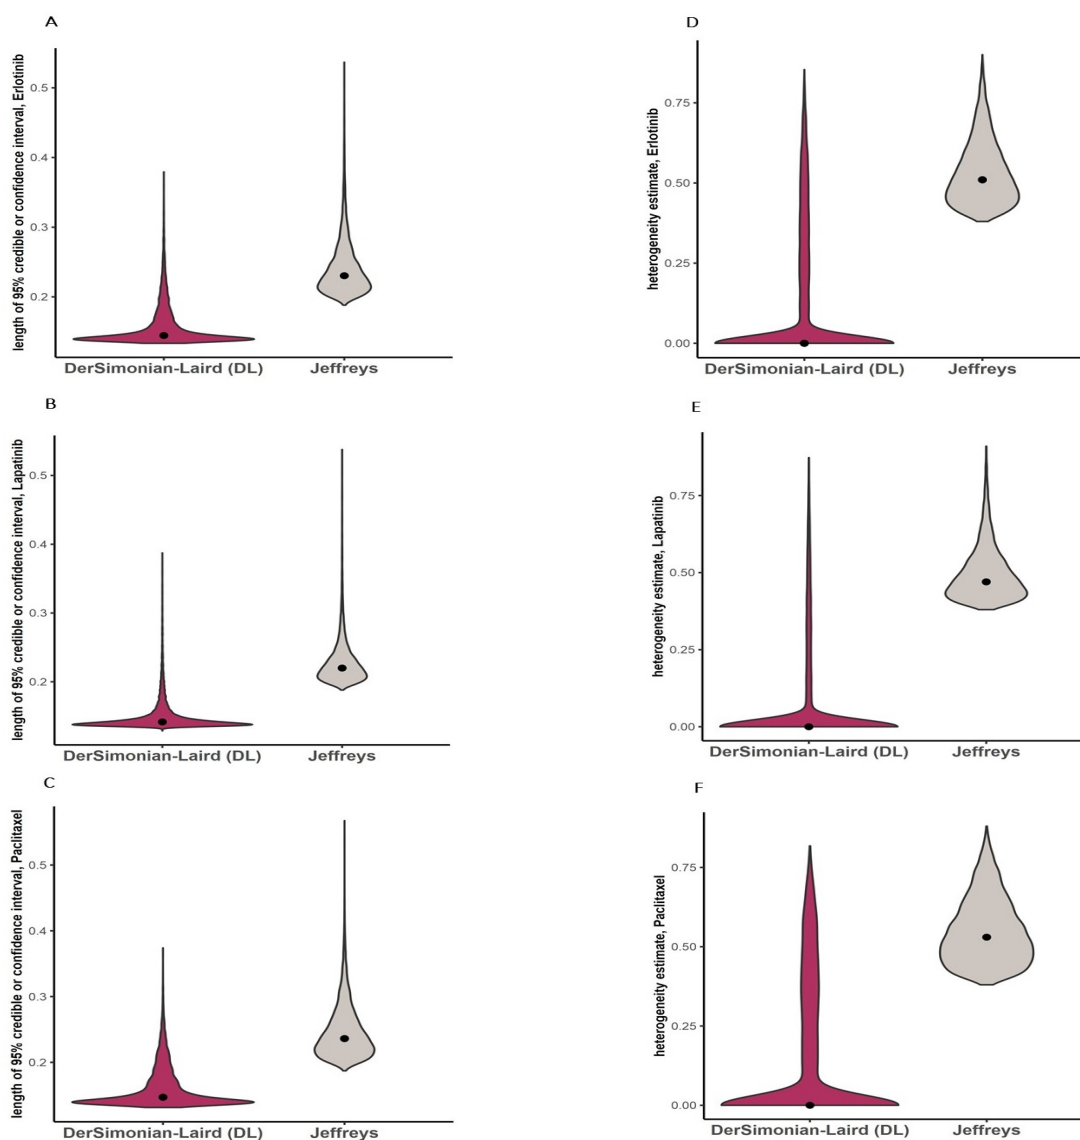 A
length of 95% credible or confidence interval, Erlotinib
0.5
0.4
0.3
0.2
DerSimonian-Laird (DL) Jeffreys
D
heterogeneity estimate, Erlotinib
0.75
0.50
0.25
0.00
DerSimonian-Laird (DL) Jeffreys
B
length of 95% credible or confidence interval, Lapatinib
0.5
0.4
0.3
0.2
DerSimonian-Laird (DL) Jeffreys
E
heterogeneity estimate, Lapatinib
0.75
0.50
0.25
0.00
DerSimonian-Laird (DL) Jeffreys
C
length of 95% credible or confidence interval, Paclitaxel
0.5
0.4
0.3
0.2
DerSimonian-Laird (DL) Jeffreys
F
heterogeneity estimate, Paclitaxel
0.75
0.50
0.25
0.00
DerSimonian-Laird (DL) Jeffreys